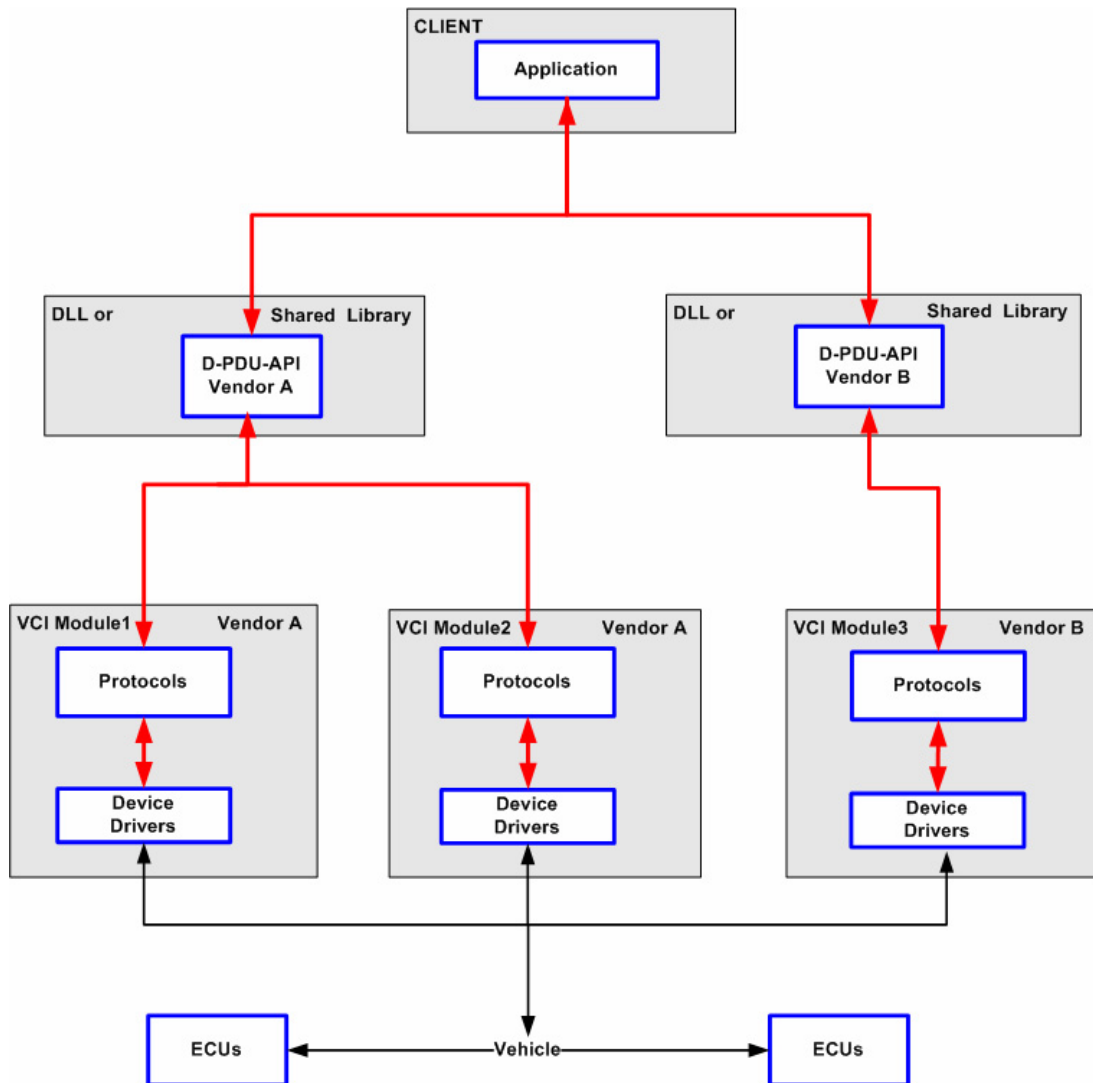 CLIENT
Application
DLL or Shared Library
D-PDU-API
Vendor A
DLL or Shared Library
D-PDU-API
Vendor B
VCI Module1 Vendor A
Protocols
Device
Drivers
VCI Module2 Vendor A
Protocols
Device
Drivers
VCI Module3 Vendor B
Protocols
Device
Drivers
ECUs
Vehicle
ECUs